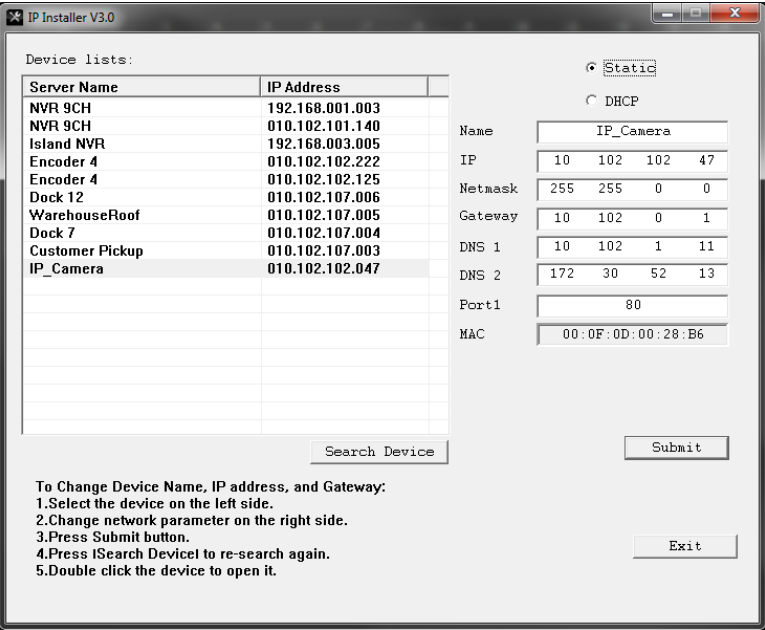 IP Installer V3.0
Device lists:
Server Name IP Address
NVR 9CH 192.168.001.003
NVR 9CH 010.102.101.140
Island NVR 192.168.003.005
Encoder 4 010.102.102.222
Encoder 4 010.102.102.125
Dock 12 010.102.107.006
WarehouseRoof 010.102.107.005
Dock 7 010.102.107.004
Customer Pickup 010.102.107.003
IP_Camera 010.102.102.047
Search Device
To Change Device Name, IP address, and Gateway:
1.Select the device on the left side.
2.Change network parameter on the right side.
3.Press Submit button.
4.Press |Search Device| to re-search again.
5.Double click the device to open it.
Static
DHCP
Name IP_Camera
IP 10 102 102 47
Netmask 255 255 0 0
Gateway 10 102 0 1
DNS 1 10 102 1 11
DNS 2 172 30 52 13
Port1 80
MAC 00:0F:0D:00:28:B6
Submit
Exit